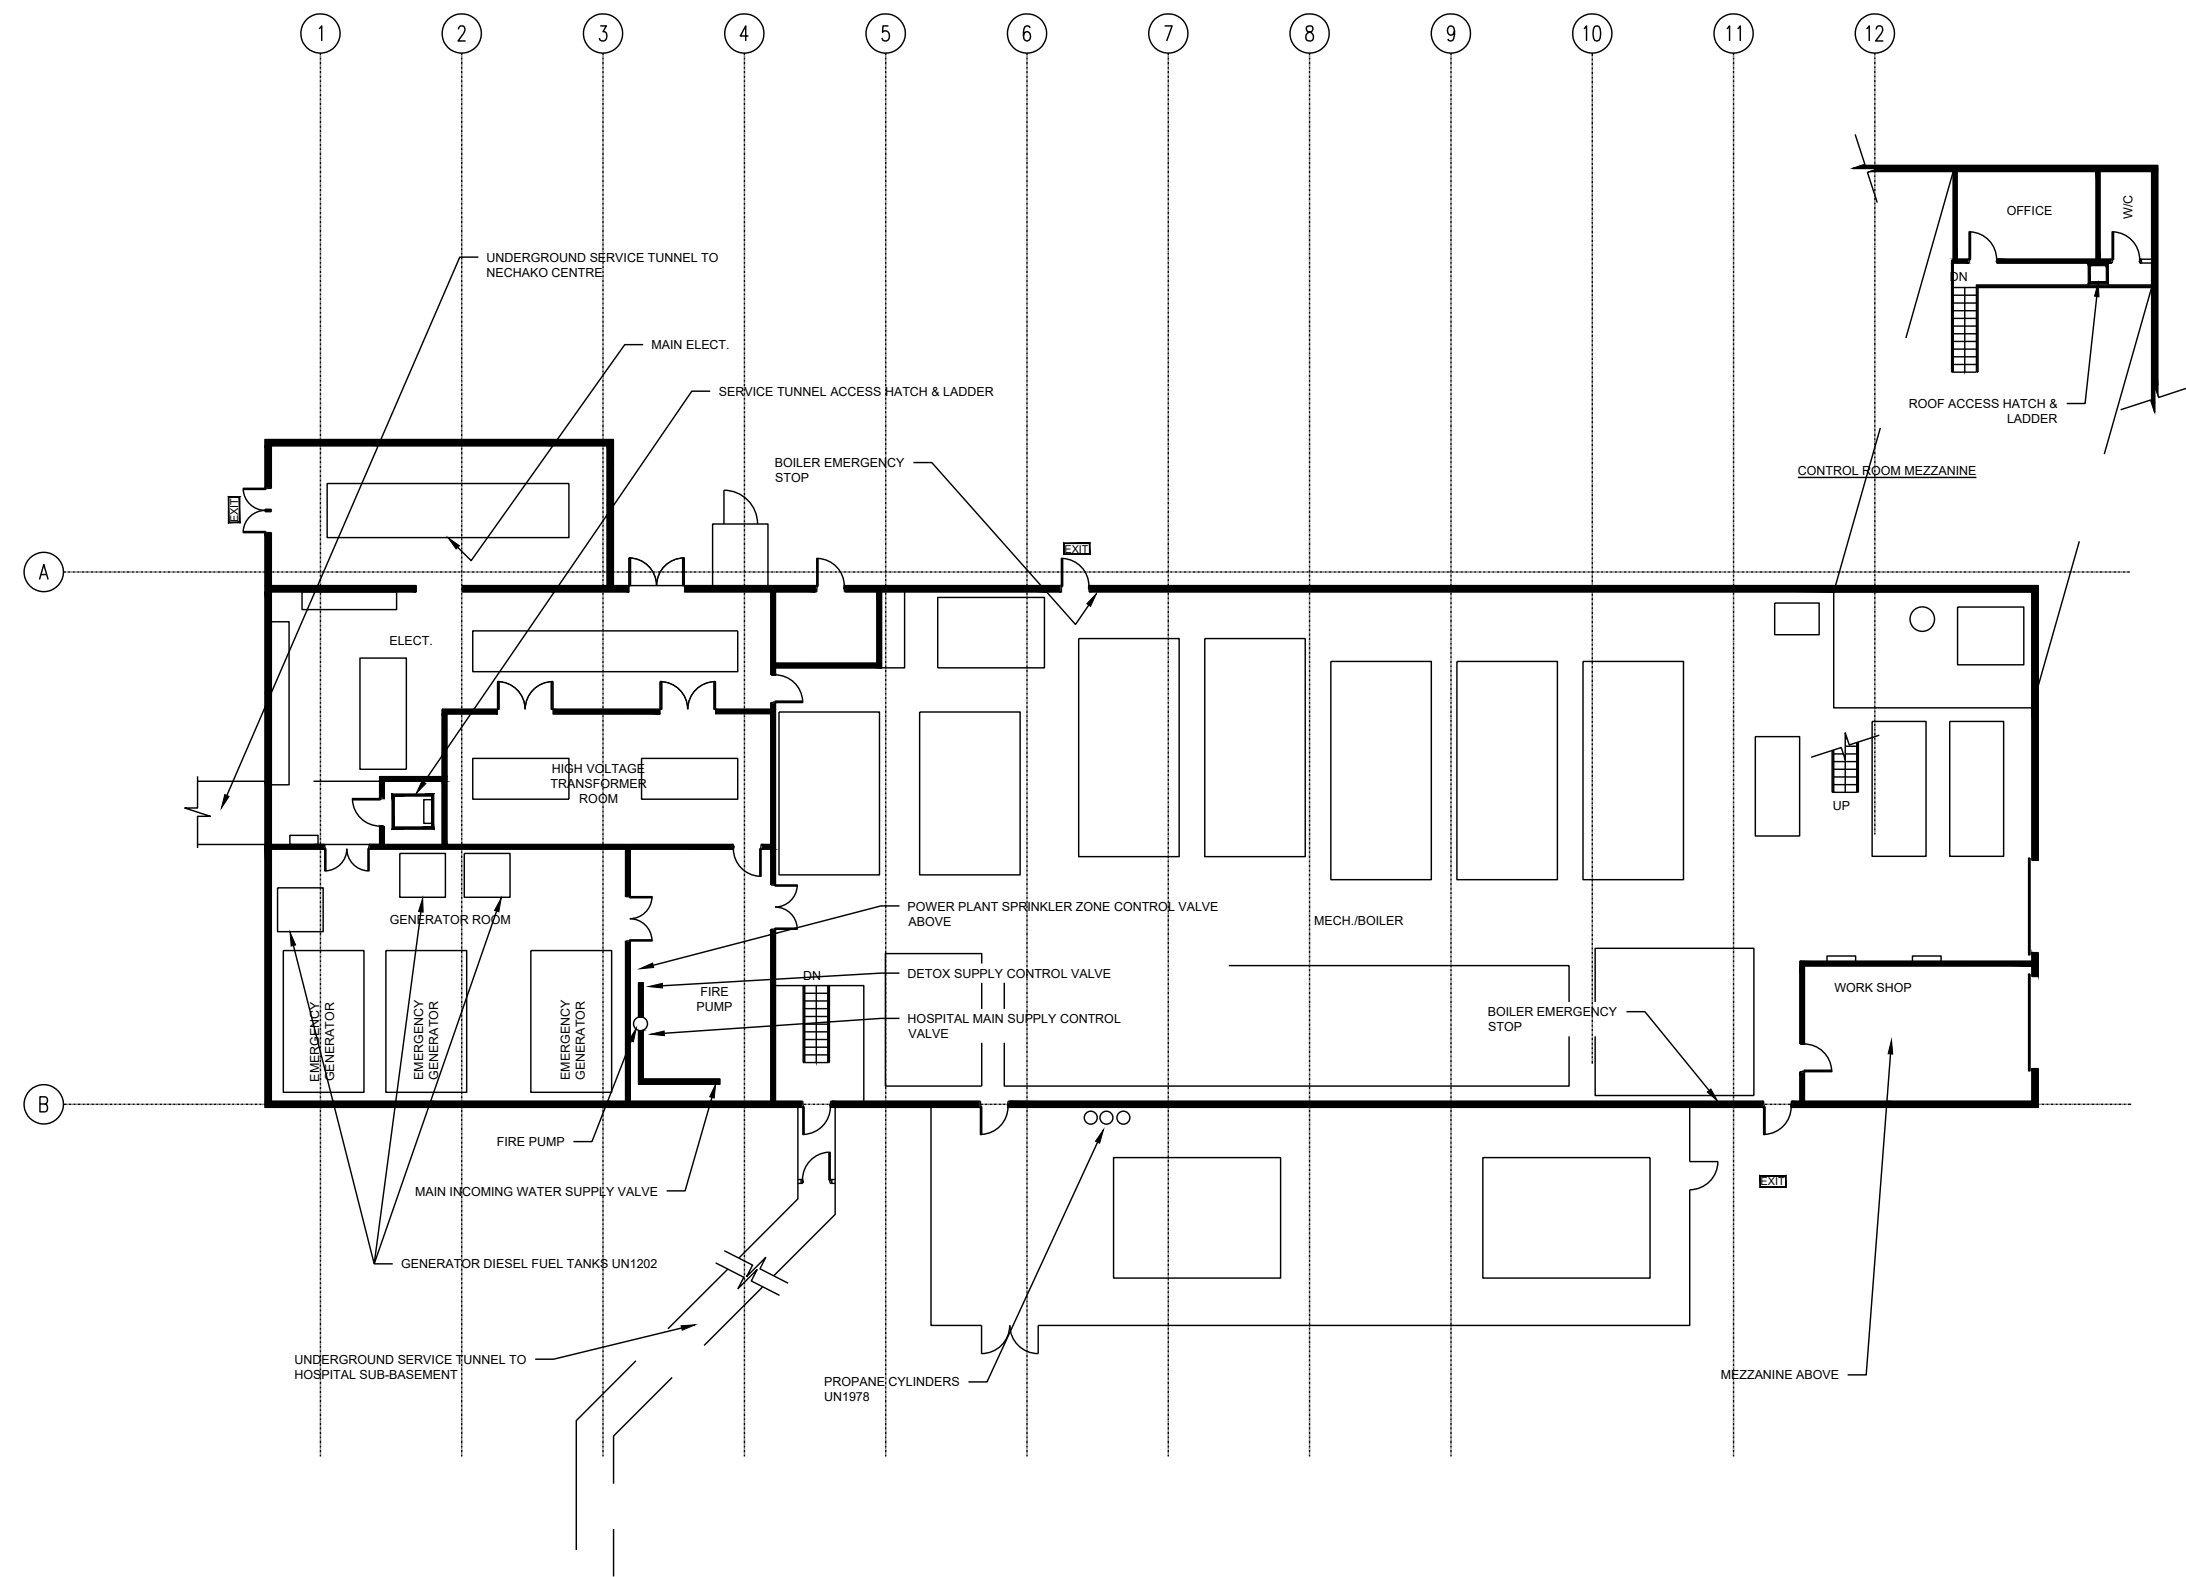 1 2 3 4 5 6 7 8 9 10 11 12
OFFICE
W/C
UNDERGROUND SERVICE TUNNEL TO
NECHAKO CENTRE
DN
MAIN ELECT.
SERVICE TUNNEL ACCESS HATCH & LADDER
ROOF ACCESS HATCH &
LADDER
BOILER EMERGENCY
STOP
CONTROL ROOM MEZZANINE
EXIT
EXIT
A
ELECT.
HIGH VOLTAGE
TRANSFORMER
ROOM
UP
POWER PLANT SPRINKLER ZONE CONTROL VALVE
ABOVE
GENERATOR ROOM
MECH./BOILER
DN
DETOX SUPPLY CONTROL VALVE
FIRE
PUMP
WORK SHOP
HOSPITAL MAIN SUPPLY CONTROL
VALVE
BOILER EMERGENCY
STOP
EMERGENCY
GENERATOR
EMERGENCY
GENERATOR
EMERGENCY
GENERATOR
B
FIRE PUMP
MAIN INCOMING WATER SUPPLY VALVE
EXIT
GENERATOR DIESEL FUEL TANKS UN1202
UNDERGROUND SERVICE TUNNEL TO
HOSPITAL SUB-BASEMENT
PROPANE CYLINDERS
UN1978
MEZZANINE ABOVE